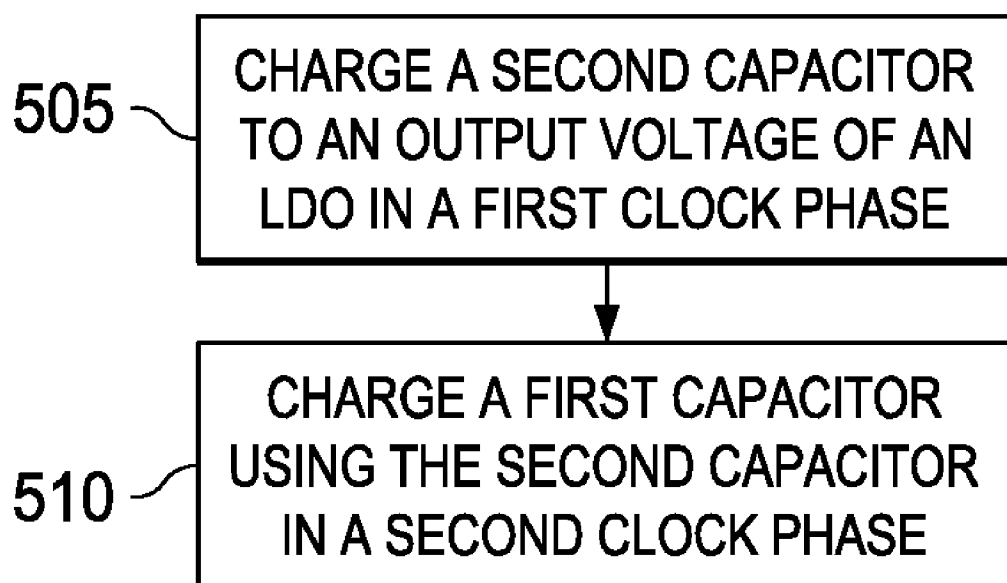 505
CHARGE A SECOND CAPACITOR
TO AN OUTPUT VOLTAGE OF AN
LDO IN A FIRST CLOCK PHASE
510
CHARGE A FIRST CAPACITOR
USING THE SECOND CAPACITOR
IN A SECOND CLOCK PHASE